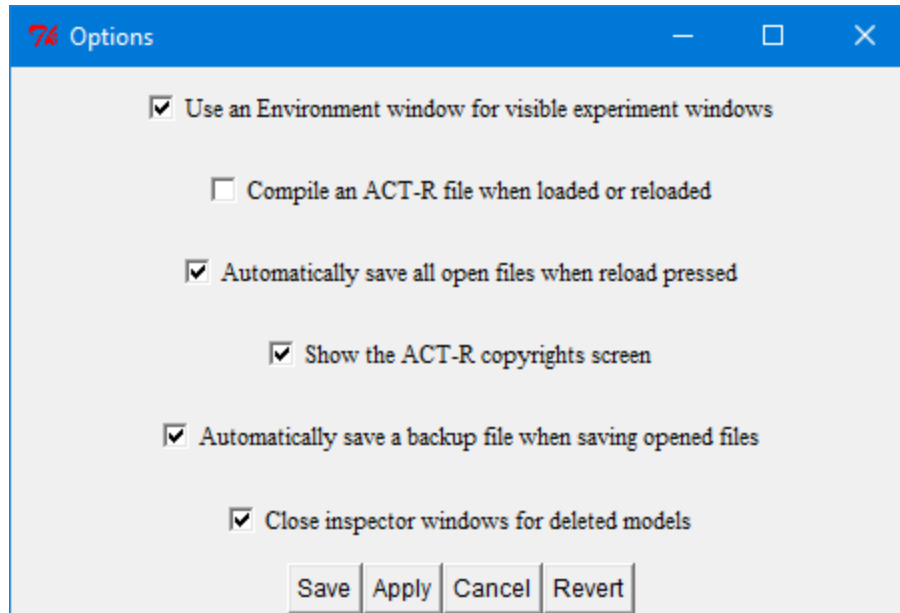 Options
Use an Environment window for visible experiment windows
Compile an ACT-R file when loaded or reloaded
Automatically save all open files when reload pressed
Show the ACT-R copyrights screen
Automatically save a backup file when saving opened files
Close inspector windows for deleted models
Save Apply Cancel Revert